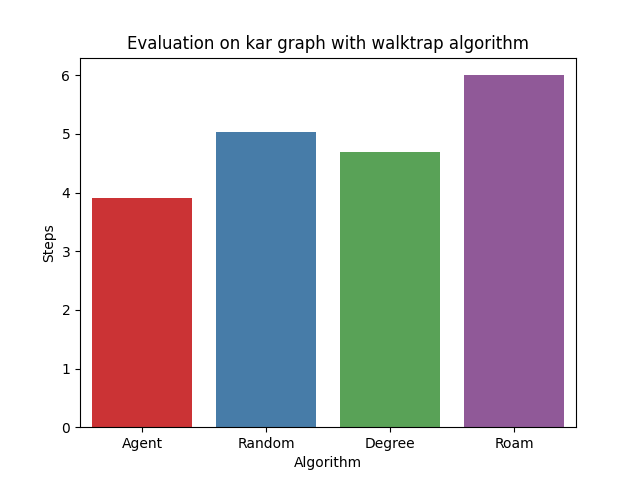 Evaluation on kar graph with walktrap algorithm
6
5
4
3
2
1
0
Steps
Agent Random Degree Roam
Algorithm